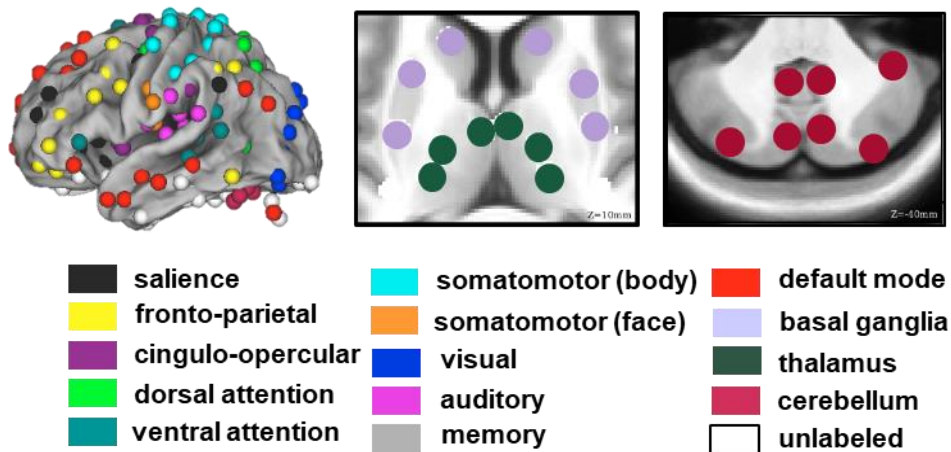 Z=10mm
Z=-40mm
salience
fronto-parietal
cingulo-opercular
dorsal attention
ventral attention
somatomotor (body)
somatomotor (face)
visual
auditory
memory
default mode
basal ganglia
thalamus
cerebellum
unlabeled